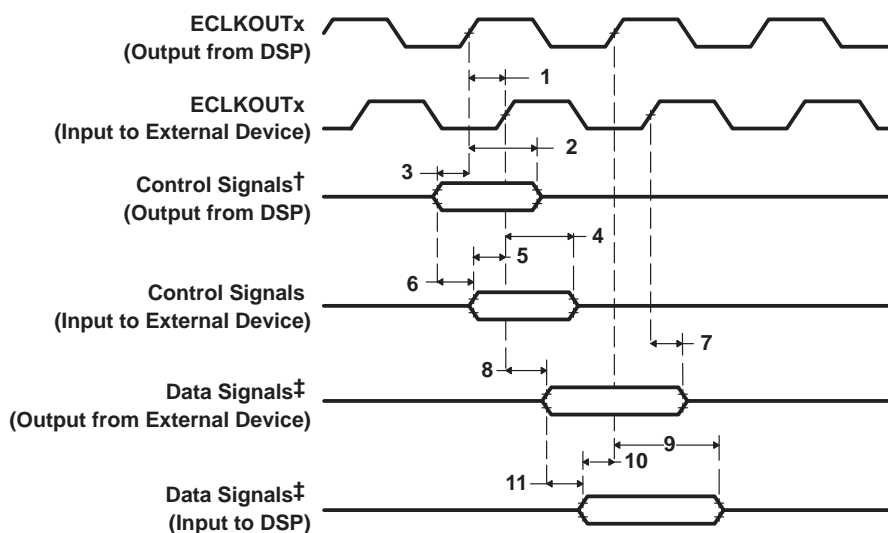 ECLKOUTx
(Output from DSP)
1
ECLKOUTx
(Input to External Device)
2
3
Control Signals†
(Output from DSP)
4
5
6
Control Signals
(Input to External Device)
7
8
Data Signals‡
(Output from External Device)
9
10
11
Data Signals‡
(Input to DSP)